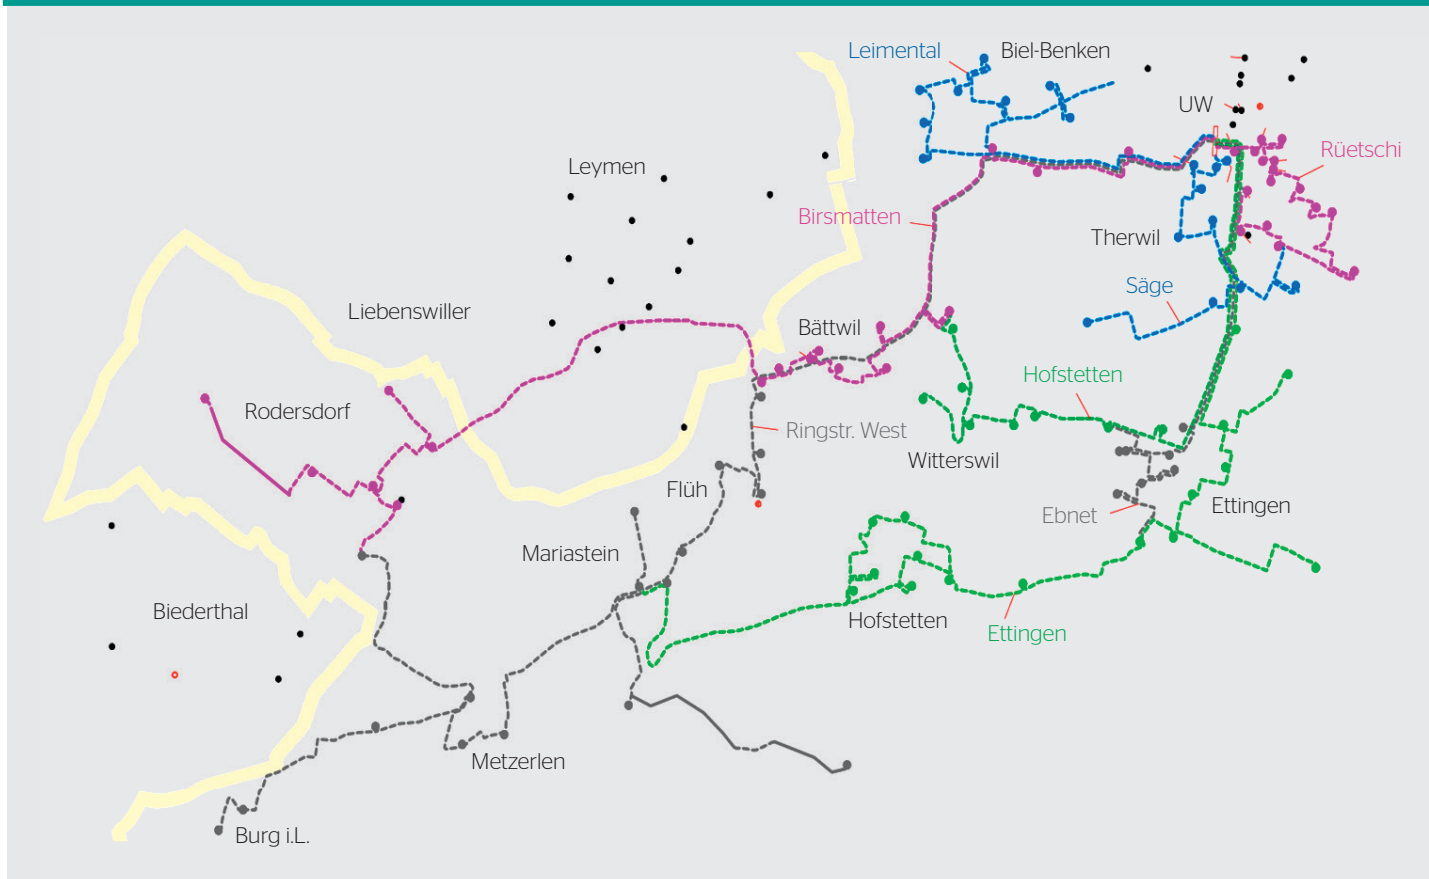 Leimental
Biel-Benken
UW
Rüetschi
Leymen
Birsmatten
Therwil
Säge
Liebenswiller
Bättwil
Hofstetten
Rodersdorf
Ringstr. West
Witterswil
Flüh
Ettingen
Ebnet
Mariastein
Biederthal
Hofstetten
Ettingen
Metzerlen
Burg i.L.